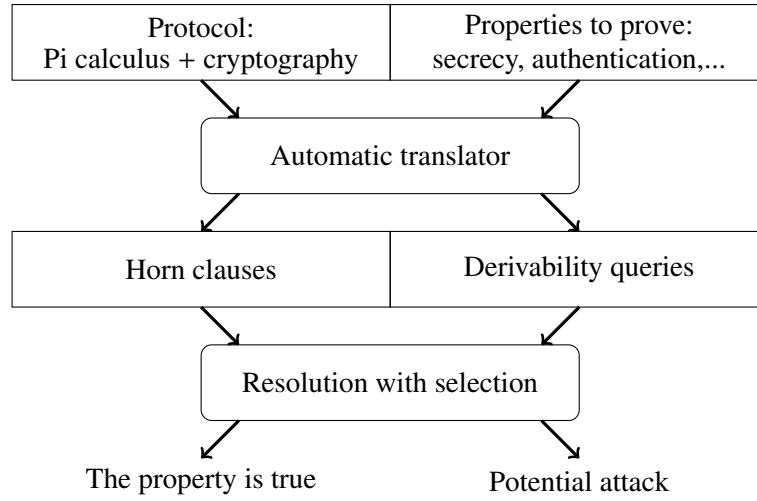 Protocol:
Pi calculus + cryptography
Properties to prove:
secrecy, authentication,...
Automatic translator
Horn clauses
Derivability queries
Resolution with selection
The property is true
Potential attack